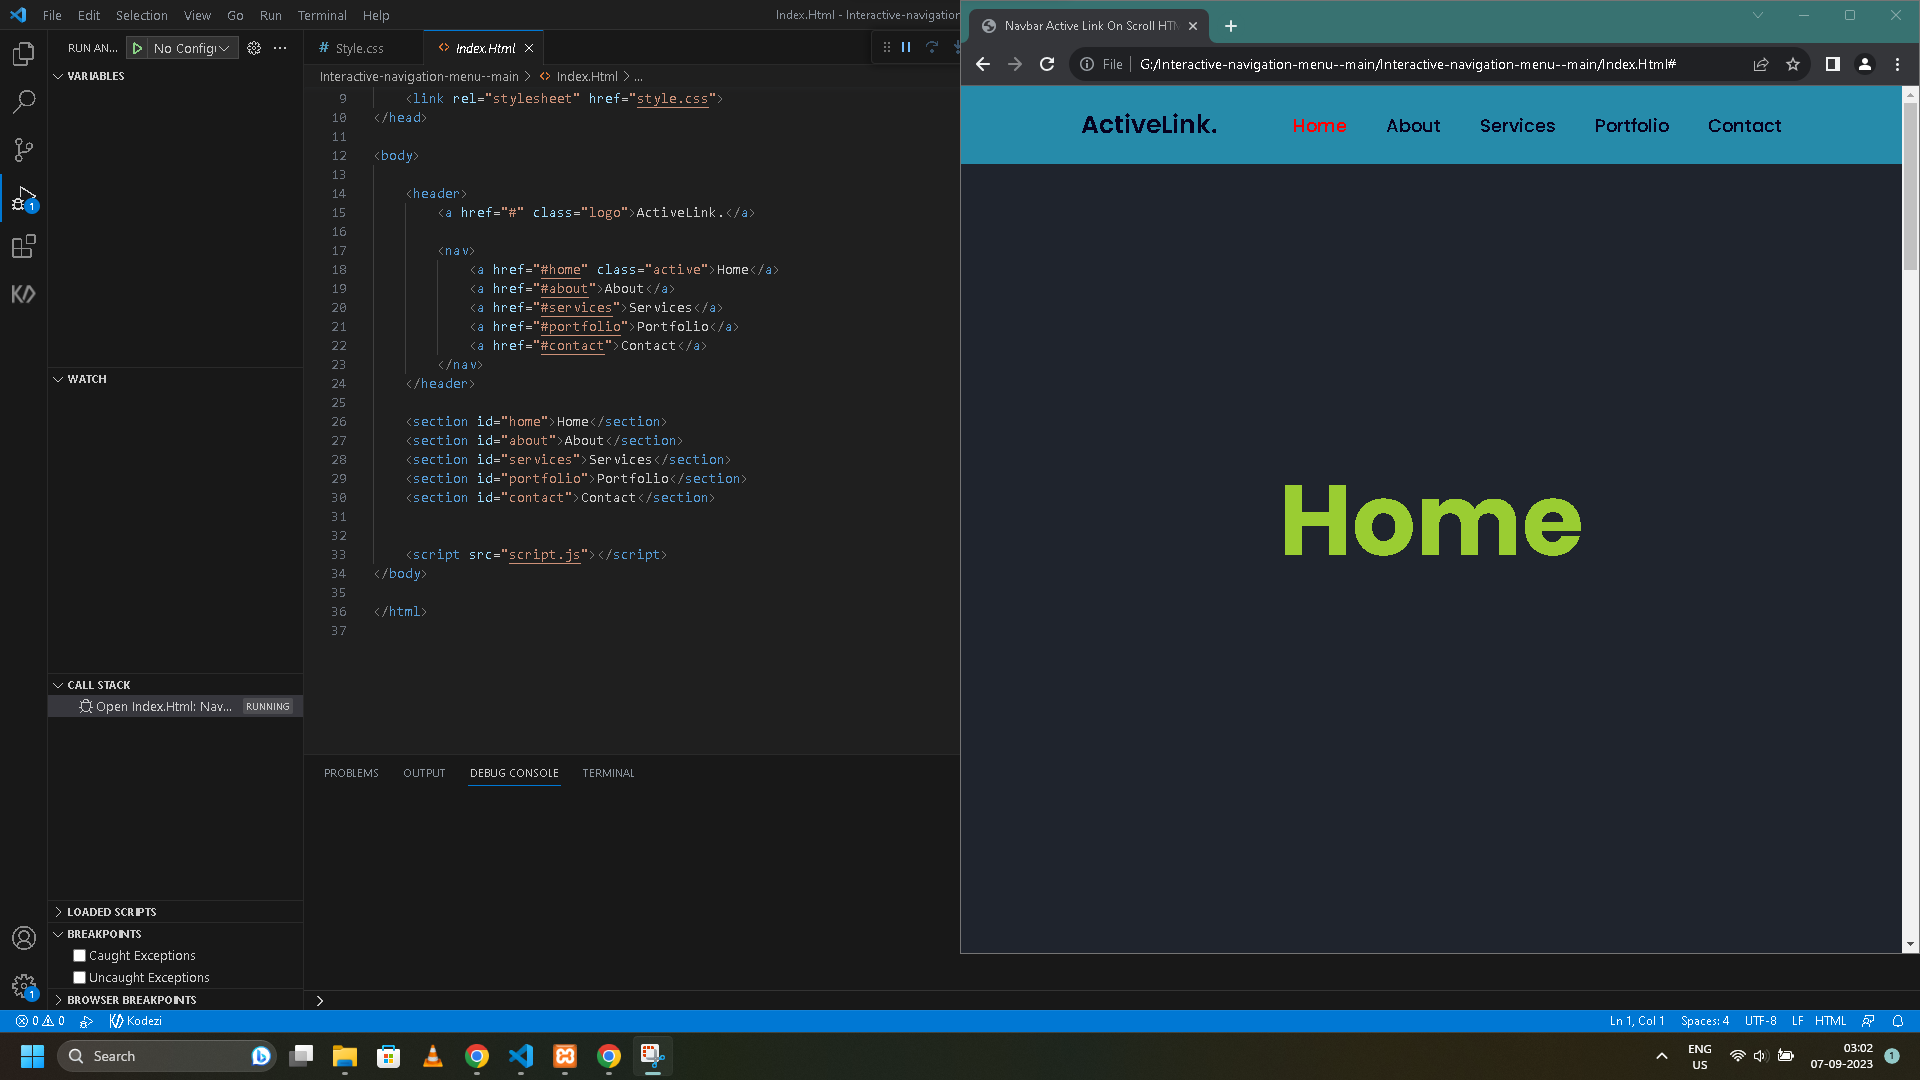 File Edit Selection View Go Run Terminal Help
Index.Html - Interactive-navigation
RUN AN... No Config
VARIABLES
WATCH
CALL STACK
Open Index.Html: Nav... RUNNING
LOADED SCRIPTS
BREAKPOINTS
Caught Exceptions
Uncaught Exceptions
BROWSER BREAKPOINTS
# Style.css
<> Index.Html
Interactive-navigation-menu--main > <> Index.Html > ...
9 <link rel="stylesheet" href="style.css">
10 </head>
11
12 <body>
13
14 <header>
15 <a href="#" class="logo">ActiveLink.</a>
16
17 <nav>
18 <a href="#home" class="active">Home</a>
19 <a href="#about">About</a>
20 <a href="#services">Services</a>
21 <a href="#portfolio">Portfolio</a>
22 <a href="#contact">Contact</a>
23 </nav>
24 </header>
25
26 <section id="home">Home</section>
27 <section id="about">About</section>
28 <section id="services">Services</section>
29 <section id="portfolio">Portfolio</section>
30 <section id="contact">Contact</section>
31
32
33 <script src="script.js"></script>
34 </body>
35
36 </html>
37
PROBLEMS OUTPUT DEBUG CONSOLE TERMINAL
Navbar Active Link On Scroll HTM
File G:/Interactive-navigation-menu--main/Interactive-navigation-menu--main/Index.Html#
ActiveLink. Home About Services Portfolio Contact
Home
1
1
0 0 Kodezi
Ln 1, Col 1 Spaces: 4 UTF-8 LF HTML
Search
ENG
US
03:02
07-09-2023
1